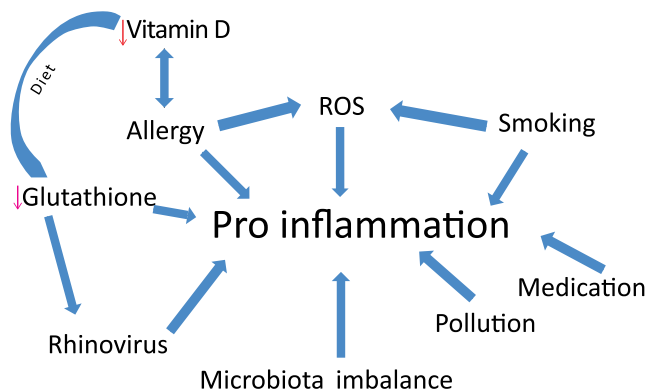 ↓Vitamin D
Diet
ROS
Allergy
Smoking
↓Glutathione
Pro inflammation
Medication
Pollution
Rhinovirus
Microbiota imbalance